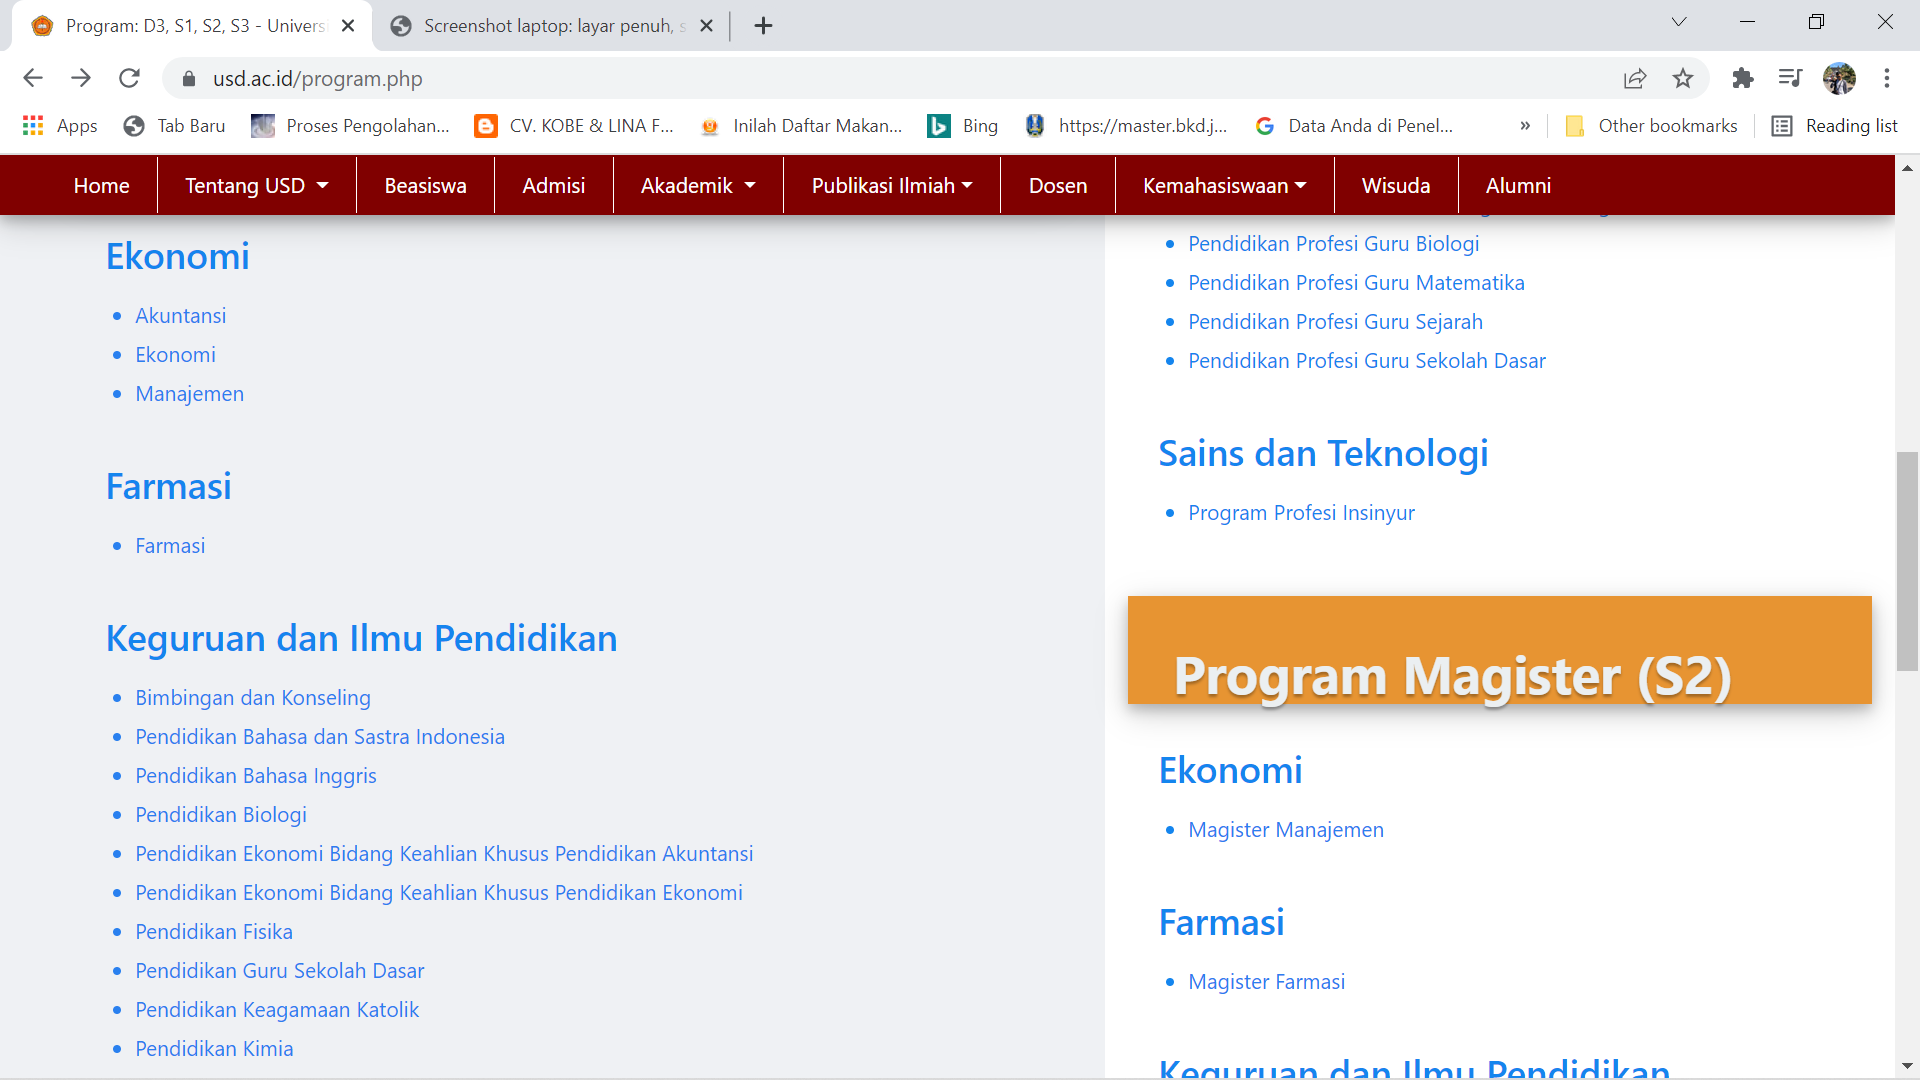 Program: D3, S1, S2, S3 - Univers
Screenshot laptop: layar penuh, s
usd.ac.id/program.php
Apps
Tab Baru
Proses Pengolahan...
CV. KOBE & LINA F...
Inilah Daftar Makan...
Bing
https://master.bkd.j...
Data Anda di Penel...
»
Other bookmarks
Reading list
Home
Tentang USD
Beasiswa
Admisi
Akademik
Publikasi Ilmiah
Dosen
Kemahasiswaan
Wisuda
Alumni
Ekonomi
Akuntansi
Ekonomi
Manajemen
Farmasi
Farmasi
Keguruan dan Ilmu Pendidikan
Bimbingan dan Konseling
Pendidikan Bahasa dan Sastra Indonesia
Pendidikan Bahasa Inggris
Pendidikan Biologi
Pendidikan Ekonomi Bidang Keahlian Khusus Pendidikan Akuntansi
Pendidikan Ekonomi Bidang Keahlian Khusus Pendidikan Ekonomi
Pendidikan Fisika
Pendidikan Guru Sekolah Dasar
Pendidikan Keagamaan Katolik
Pendidikan Kimia
Pendidikan Profesi Guru Biologi
Pendidikan Profesi Guru Matematika
Pendidikan Profesi Guru Sejarah
Pendidikan Profesi Guru Sekolah Dasar
Sains dan Teknologi
Program Profesi Insinyur
Program Magister (S2)
Ekonomi
Magister Manajemen
Farmasi
Magister Farmasi
Keguruan dan Ilmu Pendidikan